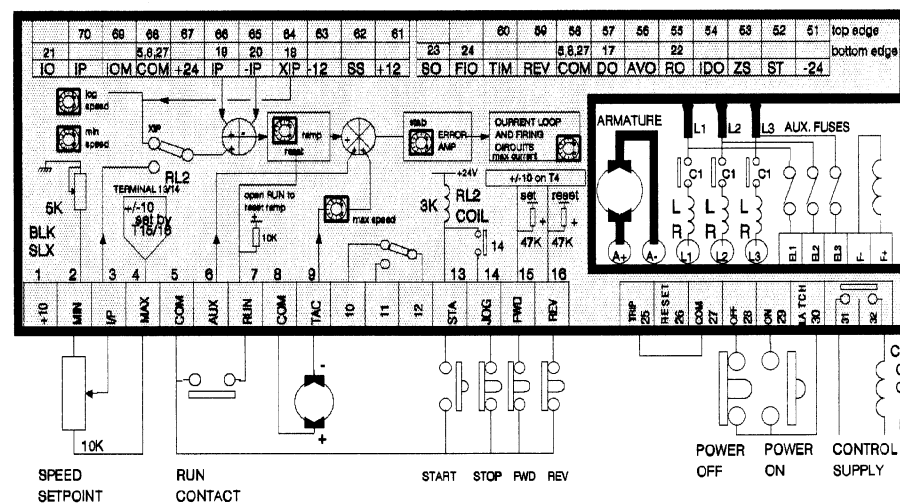 70 69 66 67 66 65 64 63 62 61 60 59 58 57 56 55 54 53 52 51 top edge
21 5,8,27 19 20 18 23 24 5,8,27 17 22 bottom edge
IO IP IOM COM +24 IP -IP XIP -12 SS +12 SO FIO TIM REV COM DO AVO RO IDO ZS ST -24
jog speed
min speed
XIP
RL2
+ -
ramp
reset
+ -
stab
ERROR AMP
CURRENT LOOP
AND FIRING
CIRCUITS
max current
ARMATURE
L1 L2 L3 AUX. FUSES
C1 C1 C1
TERMINAL 13/14
+/-10
set by
T15/16
5K
BLK
SLX
open RUN to
reset ramp
10K
max speed
+24V
RL2
COIL
3K
14
+/-10 on T4
set reset
47K 47K
L R L R L R
A+ A- L1 L2 L3 EL1 EL2 EL3 F- F+
1 2 3 4 5 6 7 8 9 10 11 12 13 14 15 16
+10 MIN I/P MAX COM AUX RUN COM TAC STA JOG FWD REV
TRIP 25 RESET 26 COM 27 OFF 28 ON 29 LATCH 30 31 32
-
+
10K
SPEED
SETPOINT
RUN
CONTACT
START STOP FWD REV
POWER
OFF
POWER
ON
CONTROL
SUPPLY